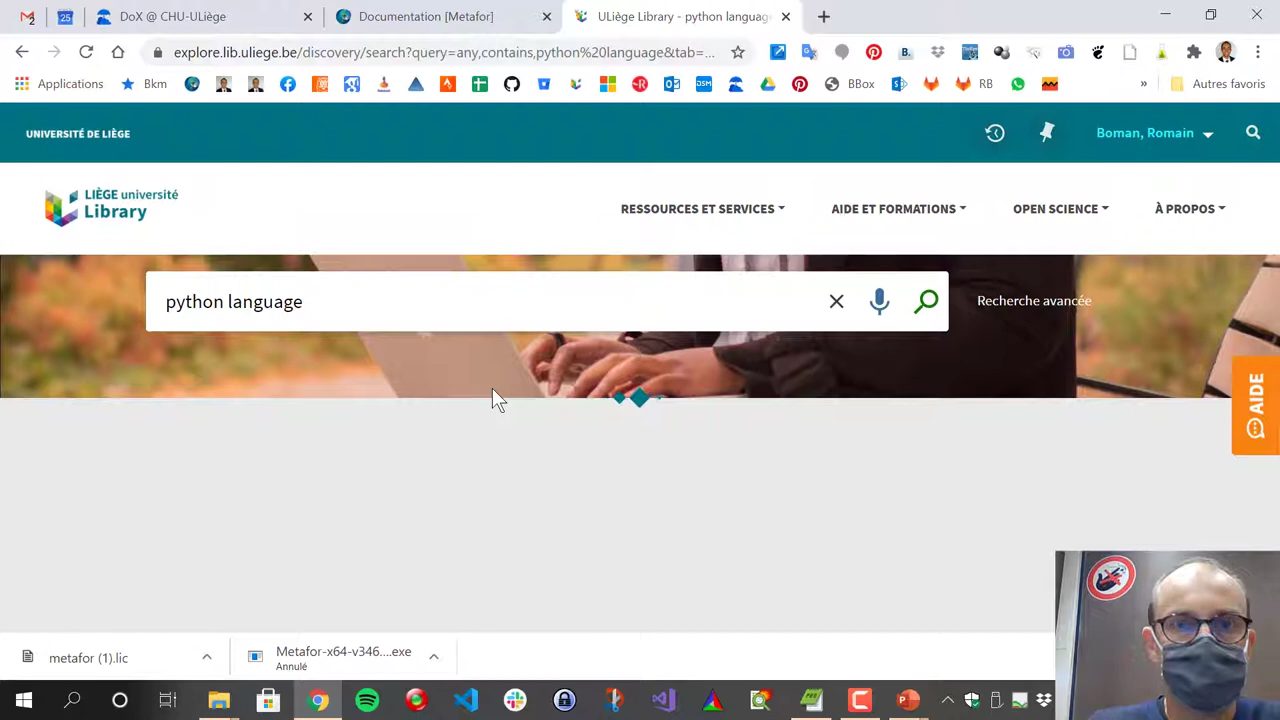 DoX @ CHU-ULiège
Documentation [Metafor]
ULiège Library - python languag
explore.lib.uliege.be/discovery/search?query=any,contains,python%20language&tab=...
Applications
Bkm
BBox
RB
»
Autres favoris
UNIVERSITÉ DE LIÈGE
Boman, Romain
LIÈGE université
Library
RESSOURCES ET SERVICES
AIDE ET FORMATIONS
OPEN SCIENCE
À PROPOS
python language
Recherche avancée
AIDE
metafor (1).lic
Metafor-x64-v346....exe
Annulé